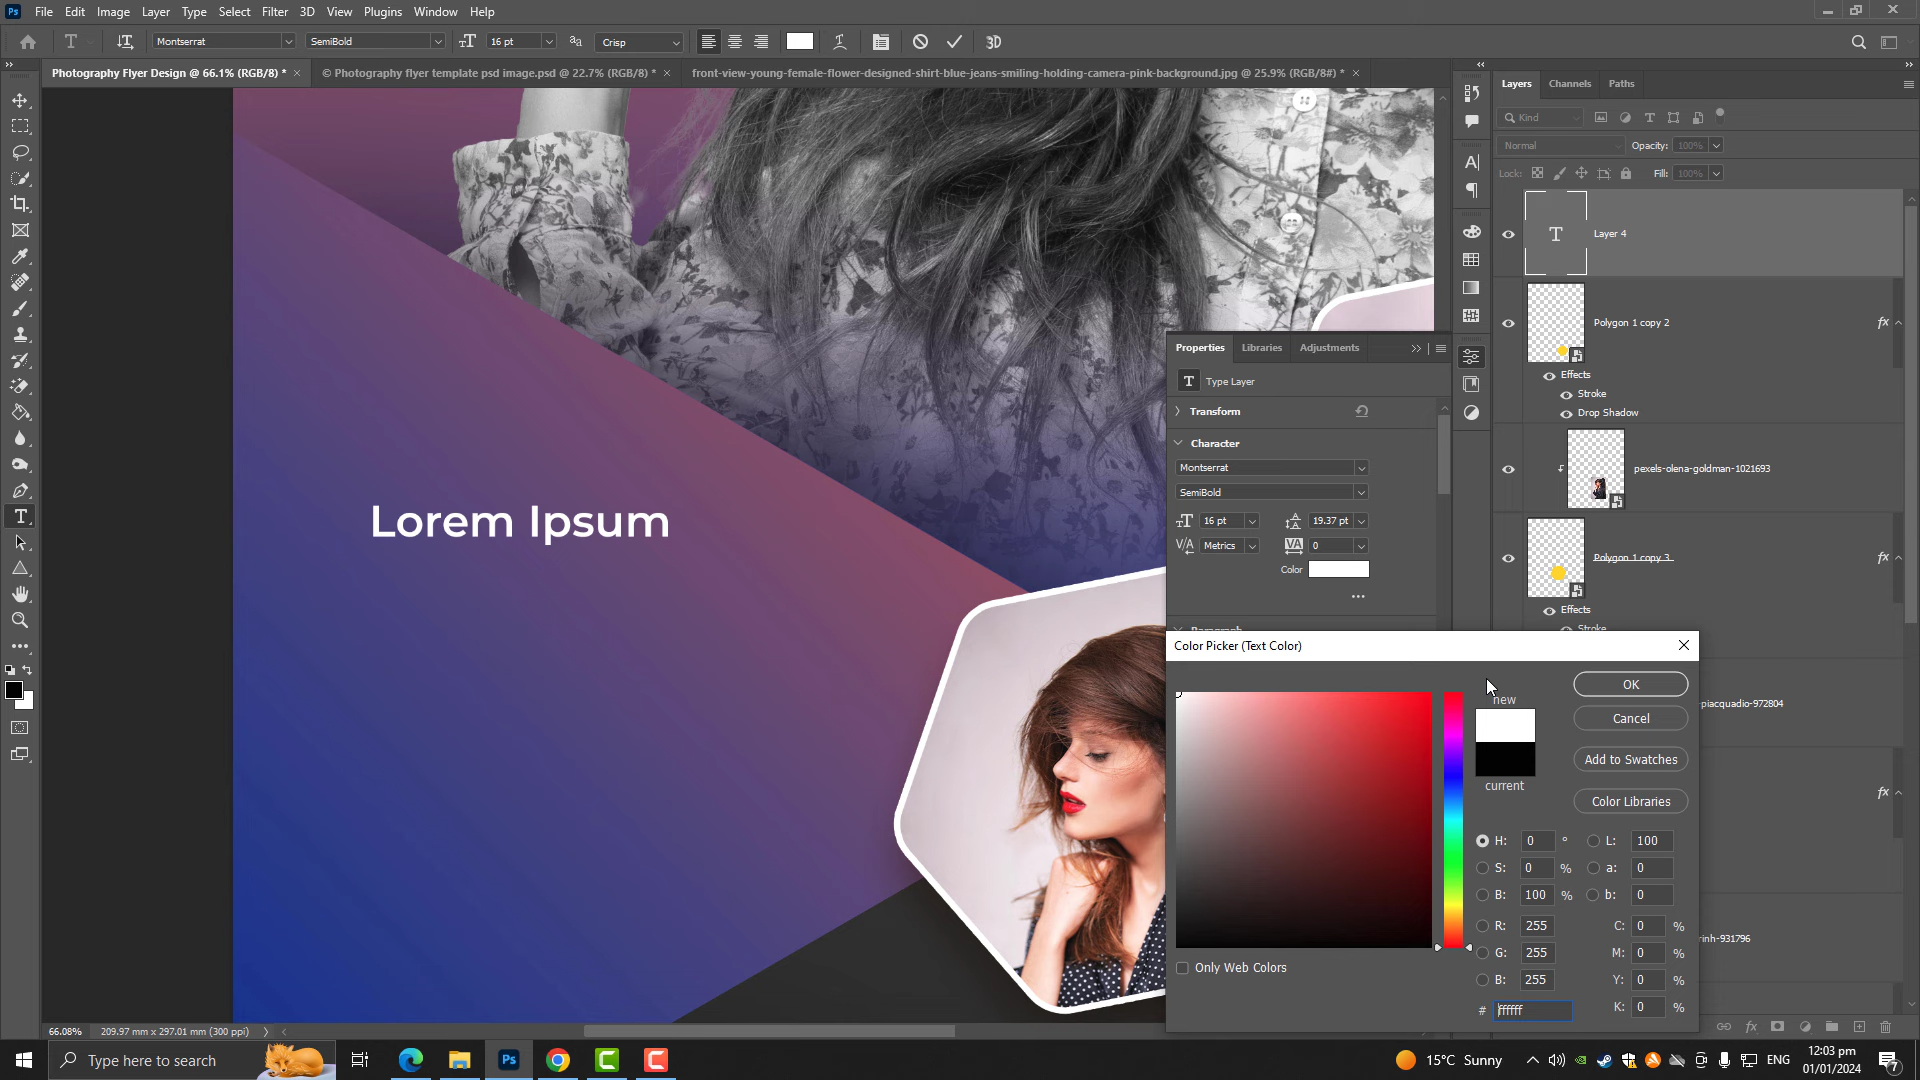 Ps File Edit Image Layer Type Select Filter 3D View Plugins Window Help
T Montserrat SemiBold 16 pt Crisp 3D
Photography Flyer Design @ 66.1% (RGB/8) * × © Photography flyer template psd image.psd @ 22.7% (RGB/8) * × front-view-young-female-flower-designed-shirt-blue-jeans-smiling-holding-camera-pink-background.jpg @ 25.9% (RGB/8#) * ×
Layers Channels Paths
Kind
Normal Opacity: 100%
Lock: Fill: 100%
T Layer 4
Polygon 1 copy 2 fx
Effects
Stroke
Drop Shadow
pexels-olena-goldman-1021693
Polygon 1 copy 3 fx
Effects
Stroke
piacquadio-972804
fx
rinh-931796
Lorem Ipsum
Properties Libraries Adjustments
T Type Layer
Transform
Character
Montserrat
SemiBold
16 pt 19.37 pt
Metrics 0
Color
Paragraph
Color Picker (Text Color)
new
current
OK
Cancel
Add to Swatches
Color Libraries
H: 0 ° L: 100
S: 0 % a: 0
B: 100 % b: 0
R: 255 C: 0 %
G: 255 M: 0 %
B: 255 Y: 0 %
# ffffff K: 0 %
Only Web Colors
66.08% 209.97 mm x 297.01 mm (300 ppi)
Type here to search
15°C Sunny
ENG
12:03 pm
01/01/2024
7